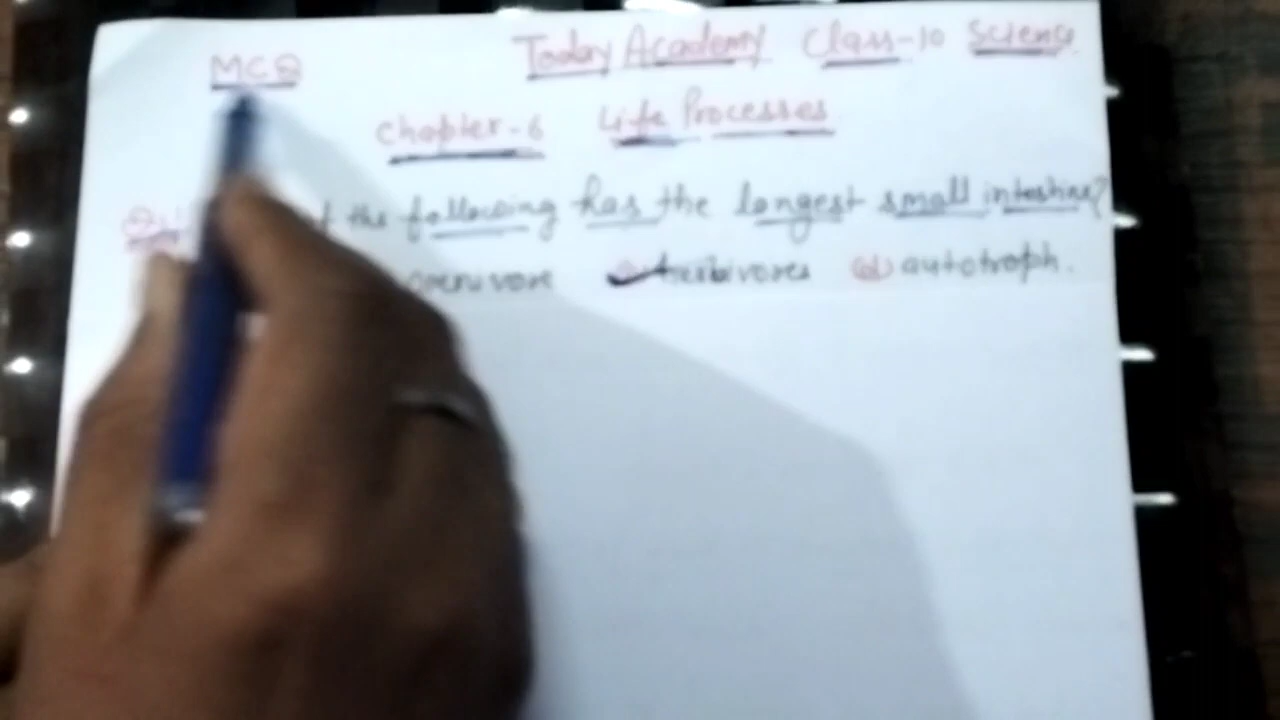 MCQ Today Academy Class-10 Science
Chapter-6 Life Processes
the following has the longest small intestine?
herbivores (d) autotroph.